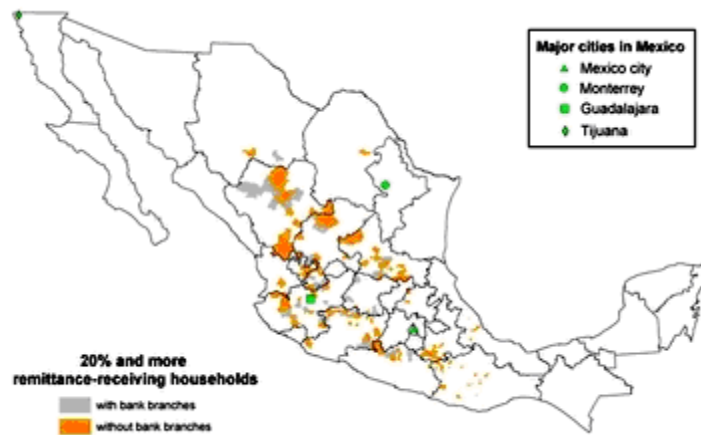 Major cities in Mexico
Mexico city
Monterrey
Guadalajara
Tijuana
20% and more
remittance-receiving households
with bank branches
without bank branches